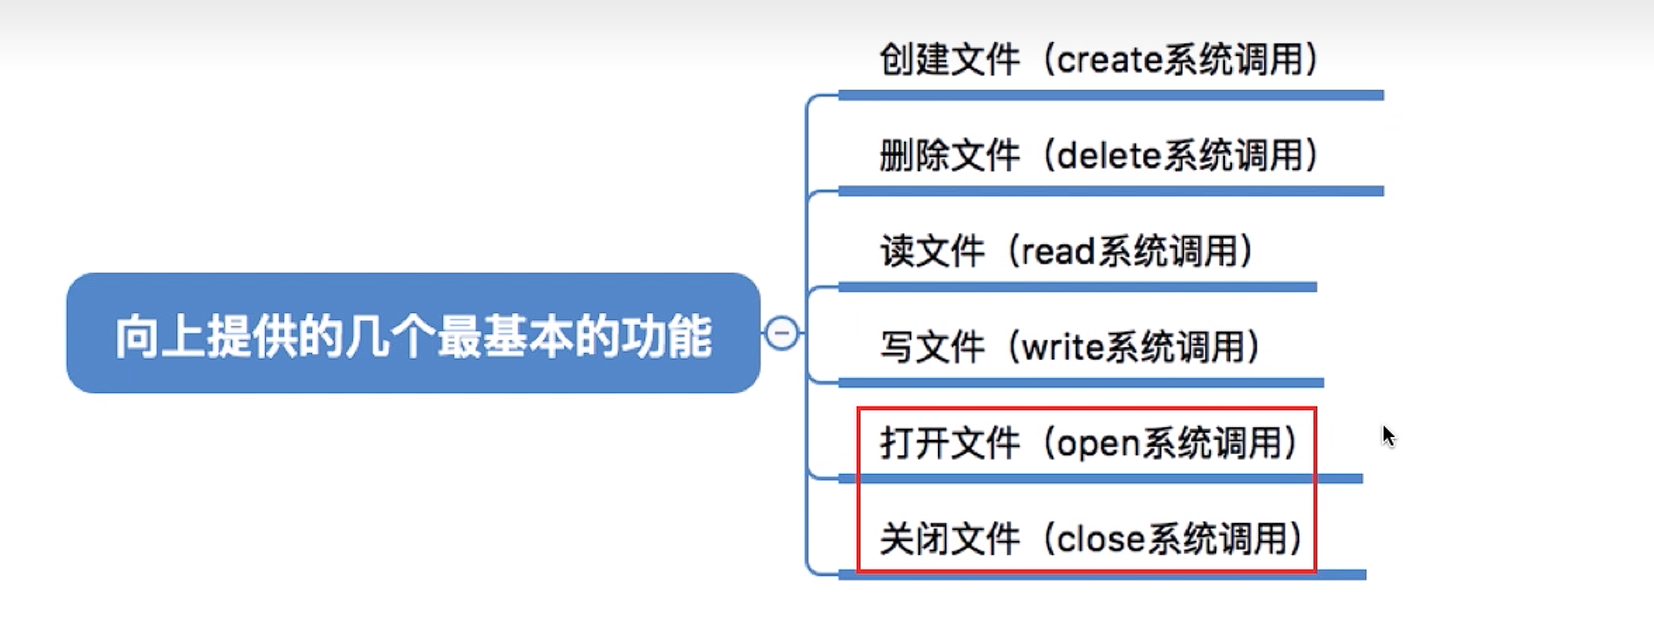 创建文件（create系统调用）
删除文件（delete系统调用）
读文件（read系统调用）
向上提供的几个最基本的功能
写文件（write系统调用）
打开文件（open系统调用）
关闭文件（close系统调用）